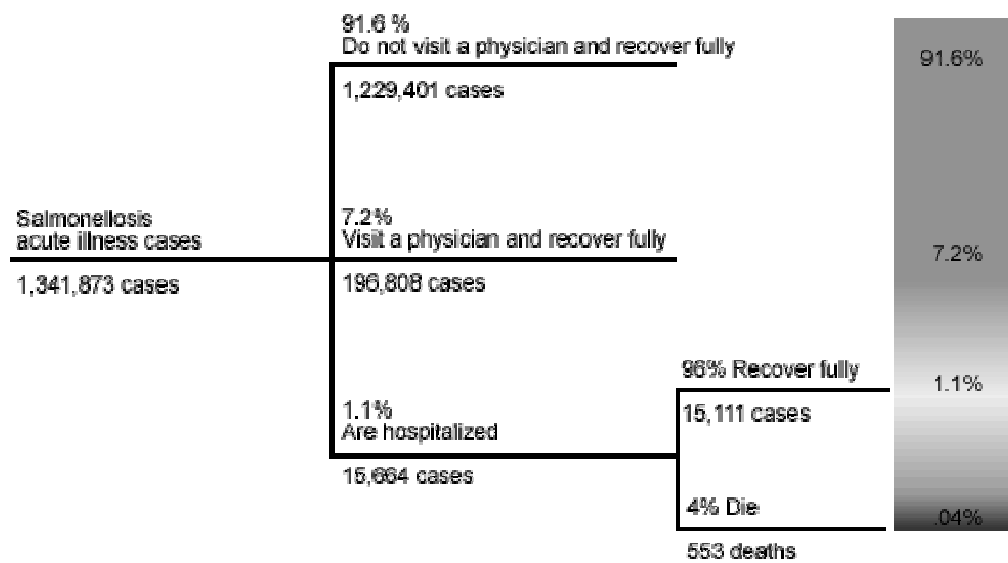 91.6 %
Do not visit a physician and recover fully
1,229,401 cases
Salmonellosis
acute illness cases
1,341,873 cases
7.2%
Visit a physician and recover fully
196,808 cases
1.1%
Are hospitalized
15,664 cases
96% Recover fully
15,111 cases
4% Die
553 deaths
91.6%
7.2%
1.1%
.04%